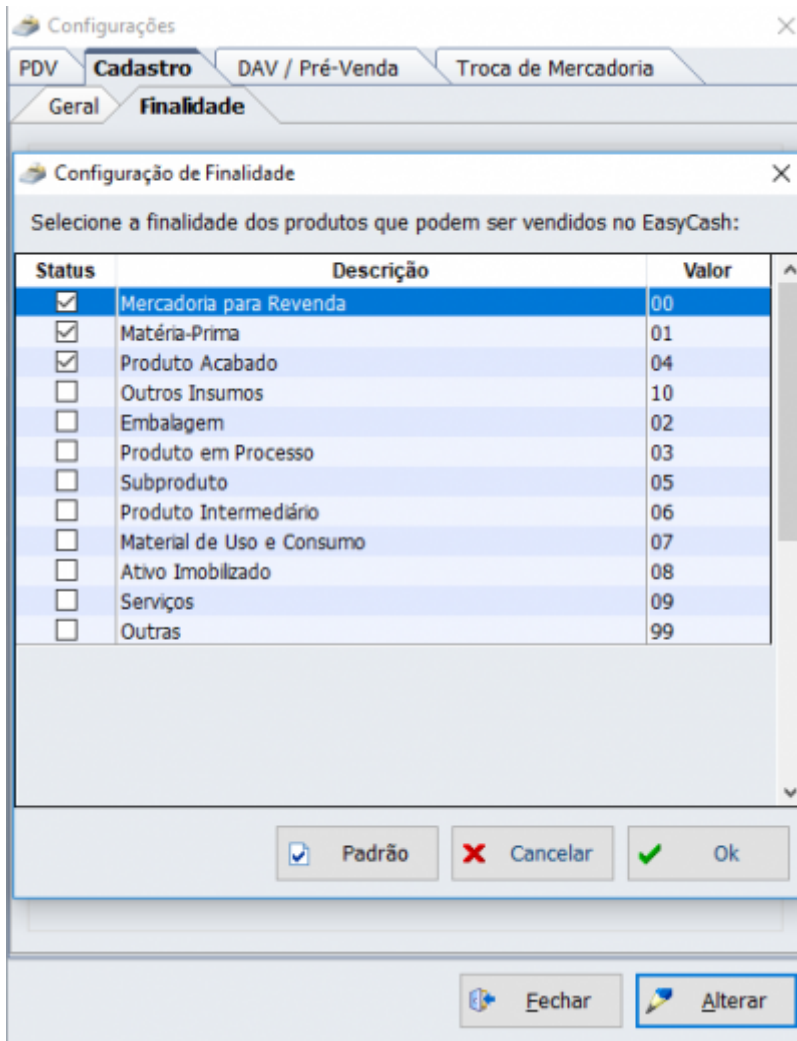 Configurações
PDV Cadastro DAV / Pré-Venda Troca de Mercadoria
Geral Finalidade
Configuração de Finalidade
Selecione a finalidade dos produtos que podem ser vendidos no EasyCash:
Status Descrição Valor
Mercadoria para Revenda 00
Matéria-Prima 01
Produto Acabado 04
Outros Insumos 10
Embalagem 02
Produto em Processo 03
Subproduto 05
Produto Intermediário 06
Material de Uso e Consumo 07
Ativo Imobilizado 08
Serviços 09
Outras 99
Padrão Cancelar Ok
Fechar Alterar